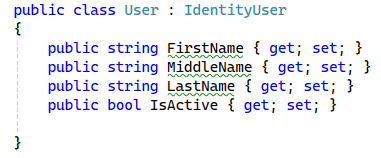 public class User : IdentityUser
{
    public string FirstName { get; set; }
    public string MiddleName { get; set; }
    public string LastName { get; set; }
    public bool IsActive { get; set; }
}